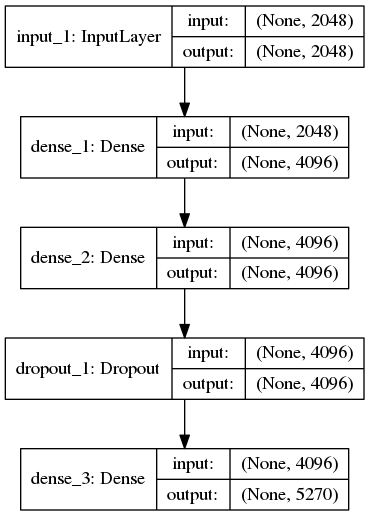 input_1: InputLayer
input: (None, 2048)
output: (None, 2048)
dense_1: Dense
input: (None, 2048)
output: (None, 4096)
dense_2: Dense
input: (None, 4096)
output: (None, 4096)
dropout_1: Dropout
input: (None, 4096)
output: (None, 4096)
dense_3: Dense
input: (None, 4096)
output: (None, 5270)